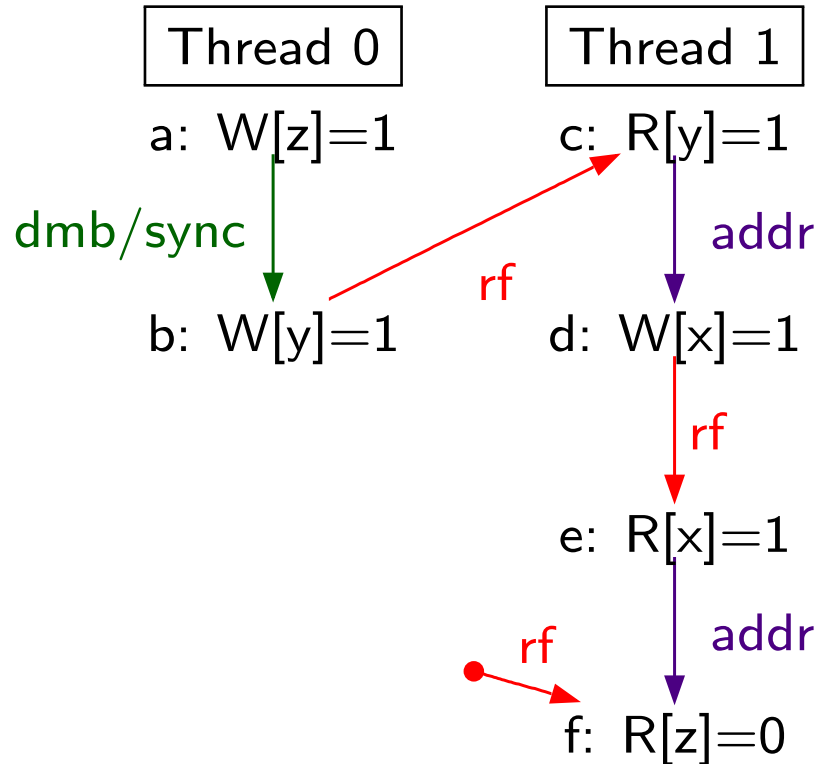 Thread 0
Thread 1
a: W[z]=1
c: R[y]=1
dmb/sync
addr
rf
b: W[y]=1
d: W[x]=1
rf
e: R[x]=1
addr
rf
f: R[z]=0